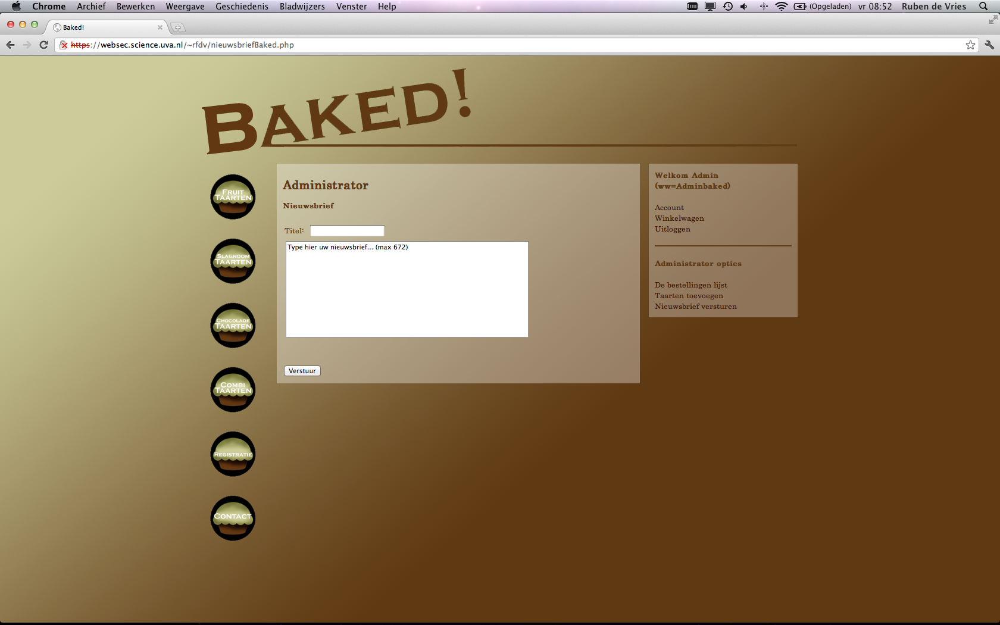 Chrome Archief Bewerken Weergave Geschiedenis Bladwijzers Venster Help (Opgeladen) vr 08:52 Ruben de Vries
Baked!
https://websec.science.uva.nl/~rfdv/nieuwsbriefBaked.php
BAKED!
FRUIT
TAARTEN
SLAGROOM
TAARTEN
CHOCOLADE
TAARTEN
COMBI
TAARTEN
REGISTRATIE
CONTACT
Administrator
Nieuwsbrief
Titel:
Type hier uw nieuwsbrief... (max 672)
Verstuur
Welkom Admin
(ww=Adminbaked)
Account
Winkelwagen
Uitloggen
Administrator opties
De bestellingen lijst
Taarten toevoegen
Nieuwsbrief versturen